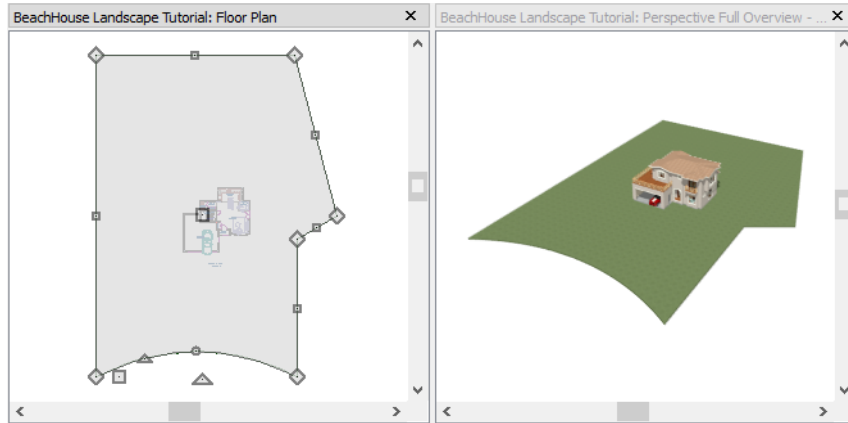 BeachHouse Landscape Tutorial: Floor Plan
BeachHouse Landscape Tutorial: Perspective Full Overview - ...